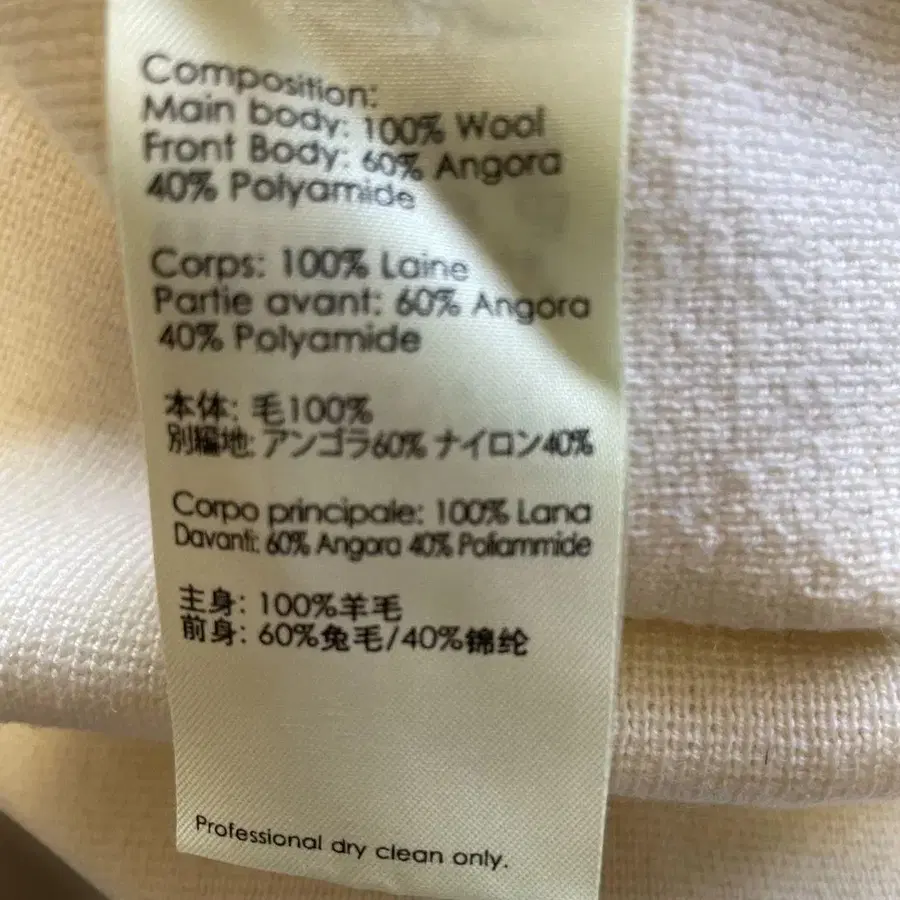 Composition:
Main body: 100% Wool
Front Body: 60% Angora
40% Polyamide
Corps: 100% Laine
Partie avant: 60% Angora
40% Polyamide
本体: 毛100%
別編地: アンゴラ60% ナイロン40%
Corpo principale: 100% Lana
Davanti: 60% Angora 40% Poliammide
主身: 100%羊毛
前身: 60%兔毛/40%锦纶
Professional dry clean only.